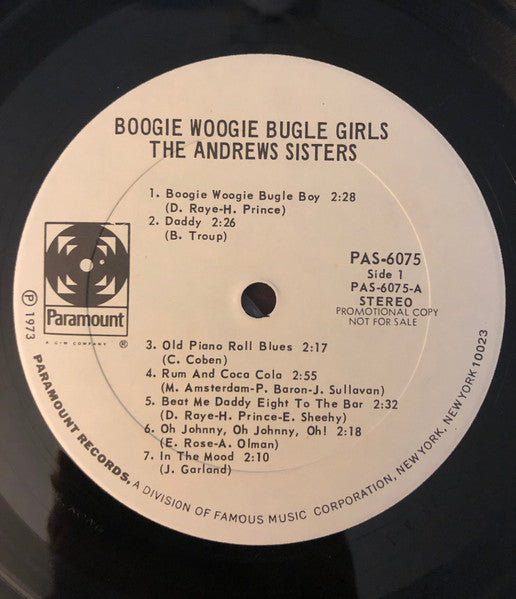 BOOGIE WOOGIE BUGLE GIRLS
THE ANDREWS SISTERS
1. Boogie Woogie Bugle Boy 2:28
(D. Raye-H. Prince)
2. Daddy 2:26
(B. Troup)
PAS-6075
Side 1
PAS-6075-A
STEREO
PROMOTIONAL COPY
NOT FOR SALE
Paramount
A G+W COMPANY ®
Ⓟ 1973
3. Old Piano Roll Blues 2:17
(C. Coben)
4. Rum And Coca Cola 2:55
(M. Amsterdam-P. Baron-J. Sullavan)
5. Beat Me Daddy Eight To The Bar 2:32
(D. Raye-H. Prince-E. Sheehy)
6. Oh Johnny, Oh Johnny, Oh! 2:18
(E. Rose-A. Olman)
7. In The Mood 2:10
(J. Garland)
PARAMOUNT RECORDS, A DIVISION OF FAMOUS MUSIC CORPORATION, NEW YORK, NEW YORK 10023